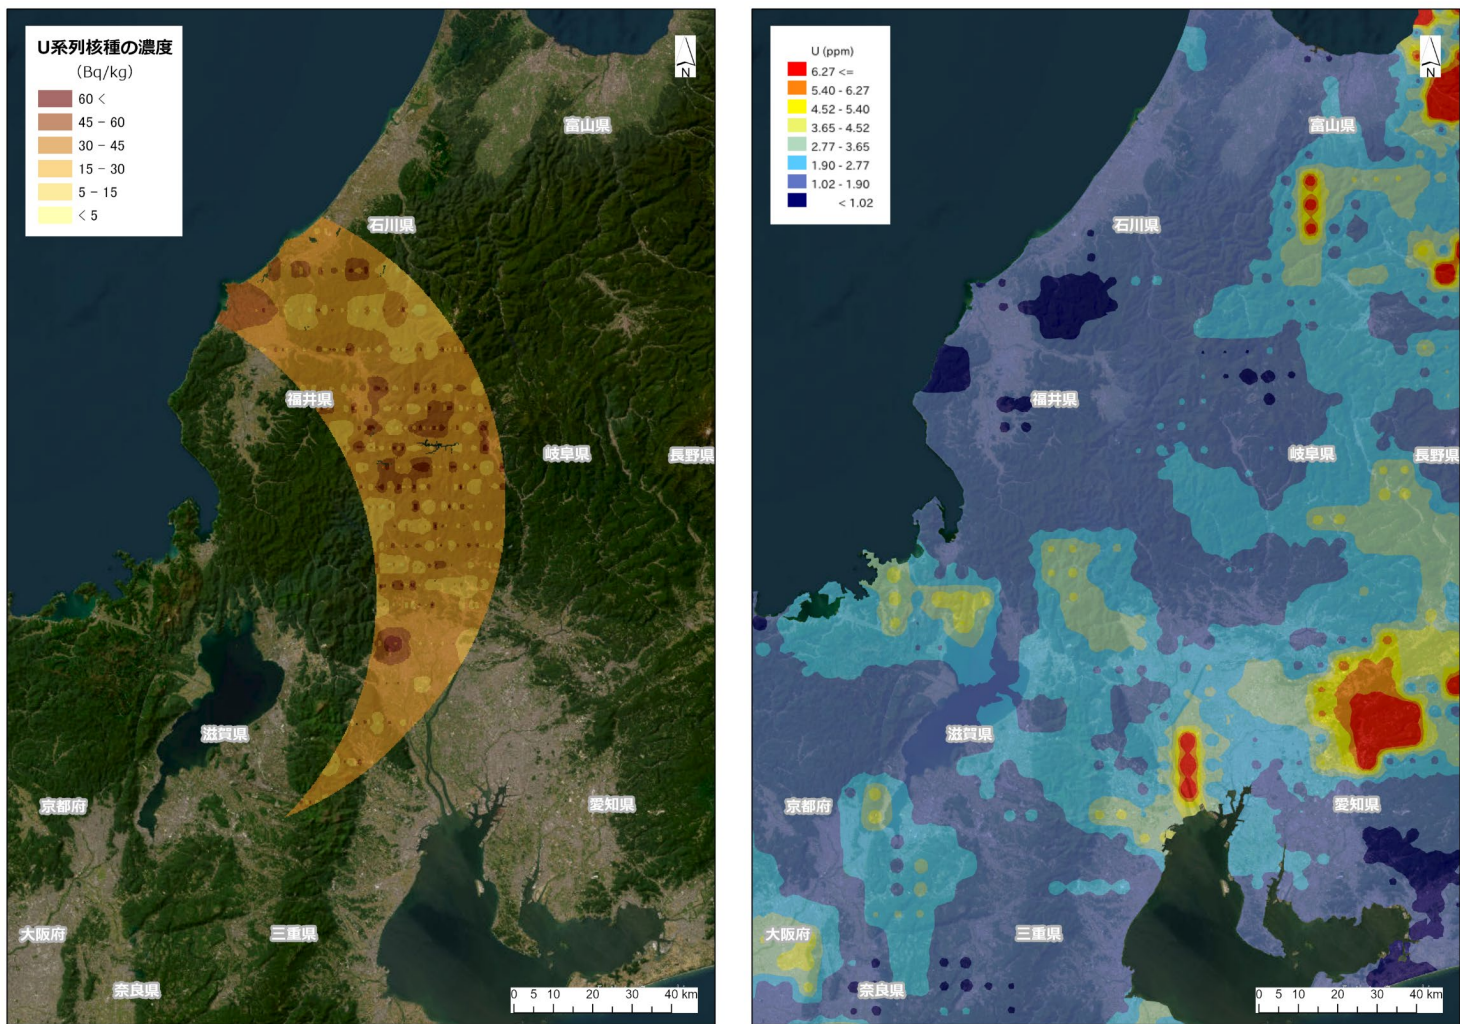 U系列核種の濃度
(Bq/kg)
60 <
45 - 60
30 - 45
15 - 30
5 - 15
< 5
N
富山県
石川県
福井県
岐阜県
長野県
滋賀県
京都府
愛知県
大阪府
三重県
奈良県
0 5 10 20 30 40 km
U (ppm)
6.27 <=
5.40 - 6.27
4.52 - 5.40
3.65 - 4.52
2.77 - 3.65
1.90 - 2.77
1.02 - 1.90
< 1.02
N
富山県
石川県
福井県
岐阜県
長野県
滋賀県
京都府
愛知県
大阪府
三重県
奈良県
0 5 10 20 30 40 km